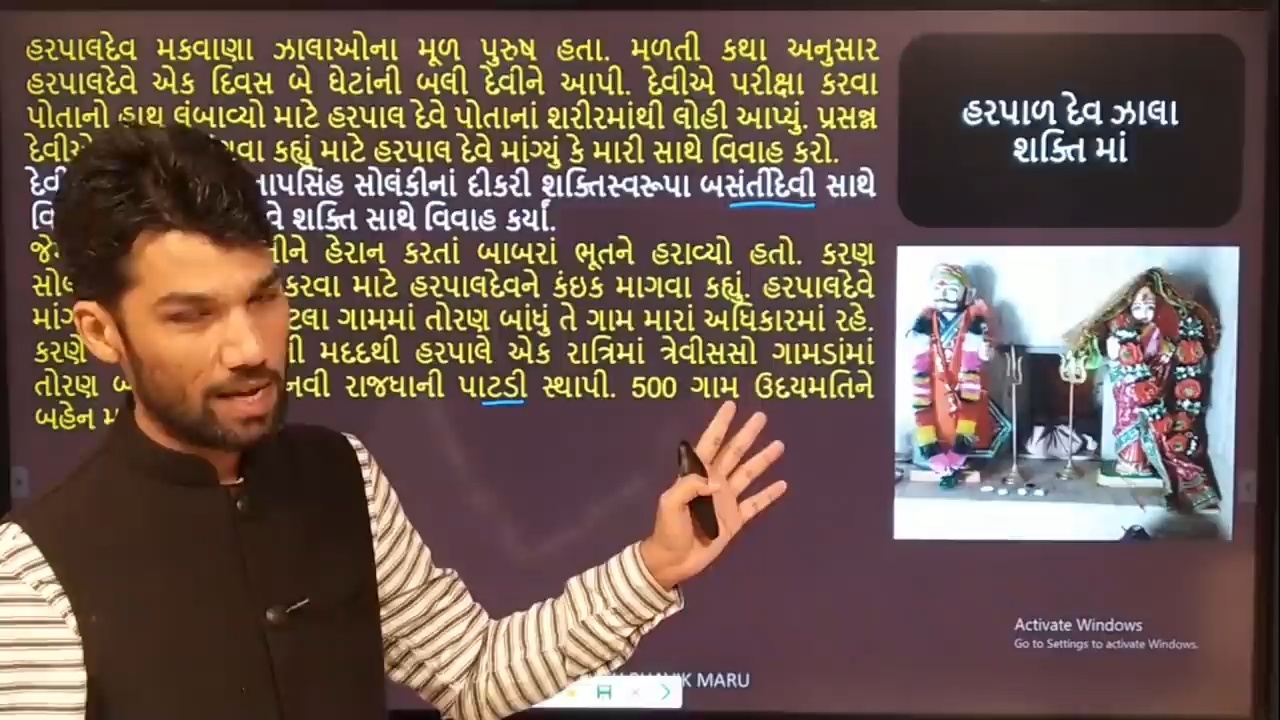 હરપાલદેવ મકવાણા ઝાલાઓના મૂળ પુરુષ હતા. મળતી કથા અનુસાર
હરપાલદેવે એક દિવસ બે ઘેટાંની બલી દેવીને આપી. દેવીએ પરીક્ષા કરવા
પોતાનો હાથ લંબાવ્યો માટે હરપાલ દેવે પોતાનાં શરીરમાંથી લોહી આપ્યું. પ્રસન્ન
કહ્યું માટે હરપાલ દેવે માંગ્યું કે મારી સાથે વિવાહ કરો.
સોલંકીનાં દીકરી શક્તિસ્વરૂપા બસંતીદેવી સાથે
શક્તિ સાથે વિવાહ કર્યાં.
હેરાન કરતાં બાબરાં ભૂતને હરાવ્યો હતો. કરણ
કરવા માટે હરપાલદેવને કંઇક માગવા કહ્યું. હરપાલદેવે
ગામમાં તોરણ બાંધું તે ગામ મારાં અધિકારમાં રહે.
મદદથી હરપાલે એક રાત્રિમાં ત્રેવીસસો ગામડાંમાં
તોરણ નવી રાજધાની પાટડી સ્થાપી. 500 ગામ ઉદયમતિને
બહેન
હરપાળ દેવ ઝાલા
શક્તિ માં
Activate Windows
Go to Settings to activate Windows.
MARU